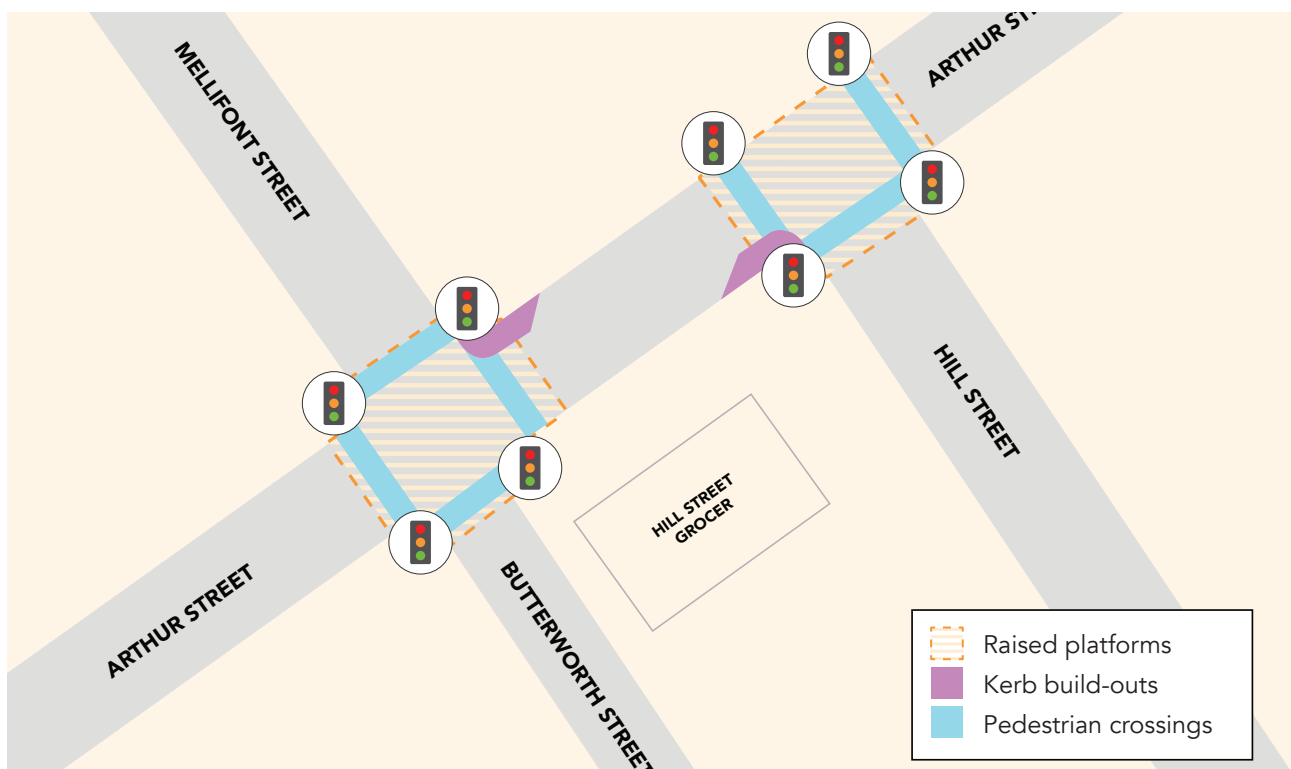 MELLIFONT STREET
ARTHUR ST
HILL STREET
HILL STREET
GROCER
ARTHUR STREET
BUTTERWORTH STREET
Raised platforms
Kerb build-outs
Pedestrian crossings